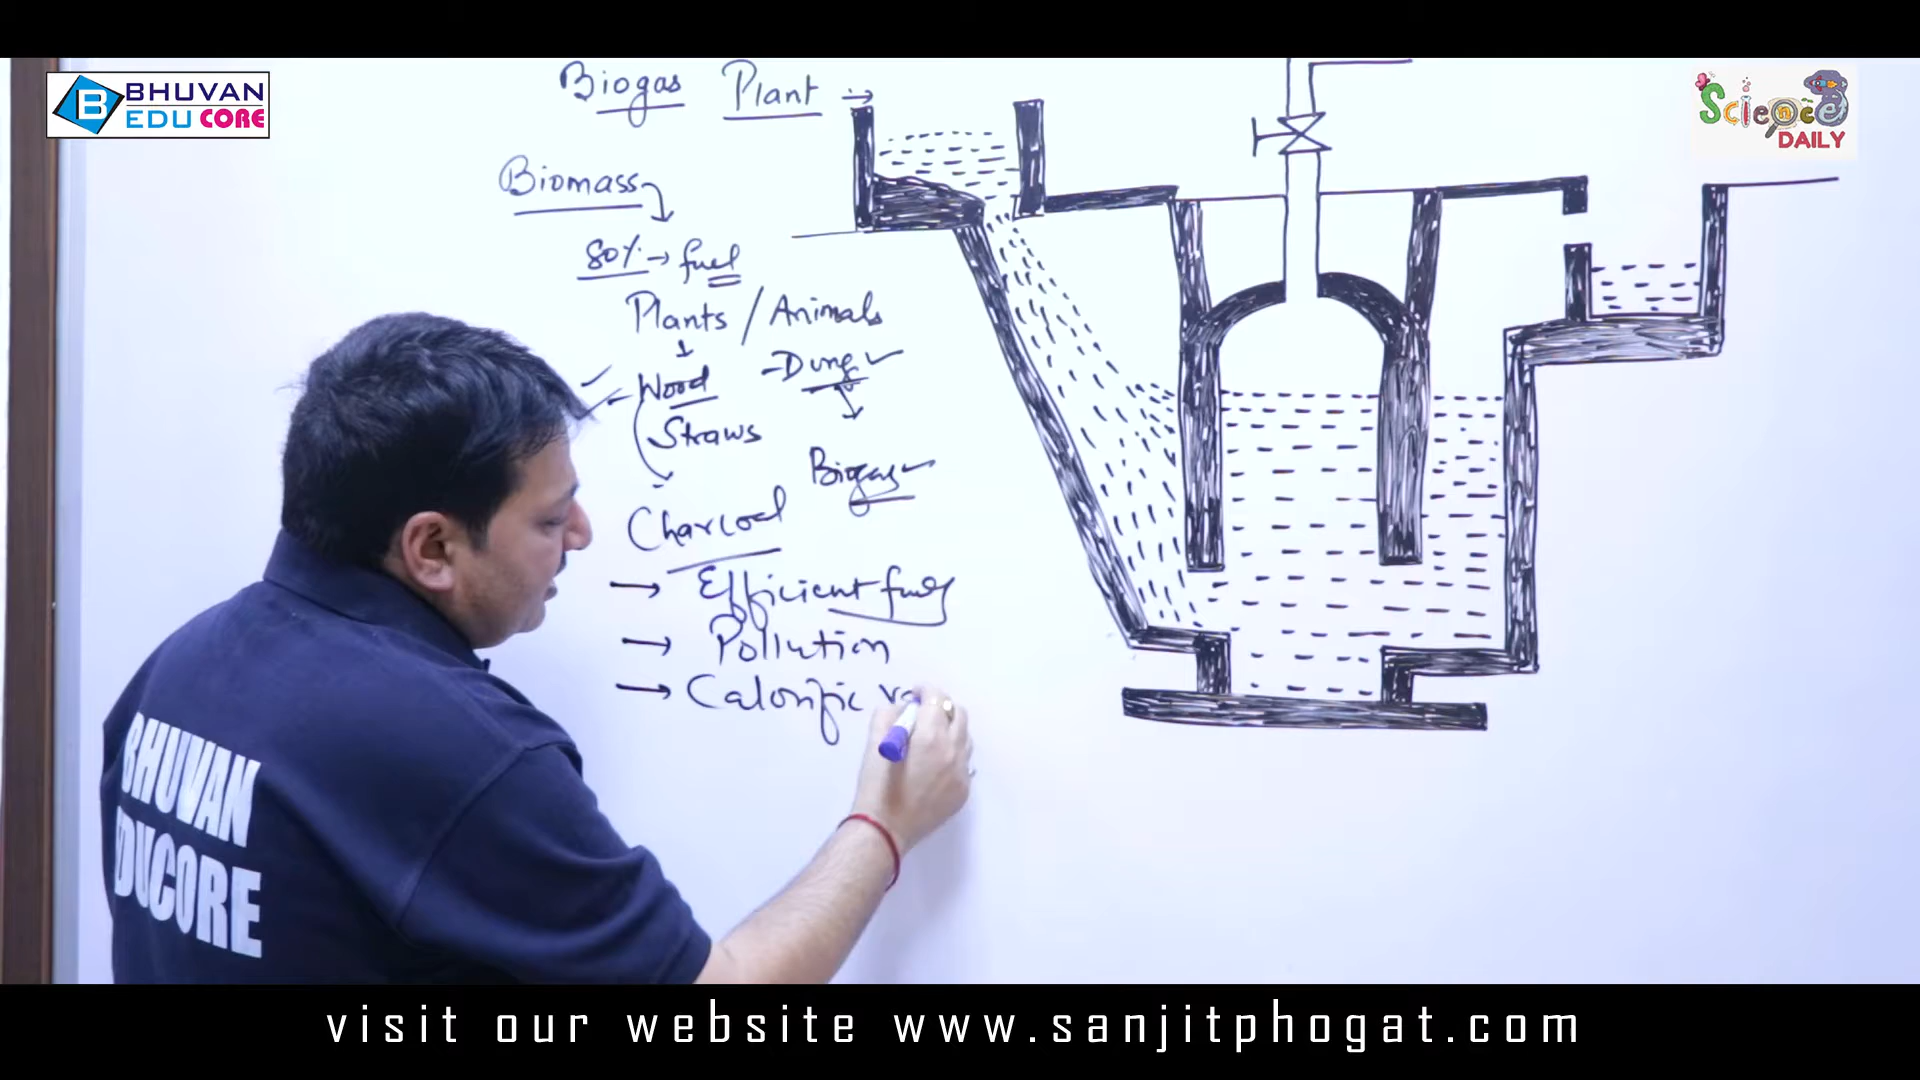 BHUVAN
EDU CORE
Science
DAILY
Biogas Plant →
Biomass
80% → fuel
Plants / Animals
- Dung ✓
✓ - Wood
Straws
Biogas ✓
Charcoal
→ Efficient fuel
→ Pollution
→ Calorific va
BHUVAN
EDUCORE
visit our website www.sanjitphogat.com